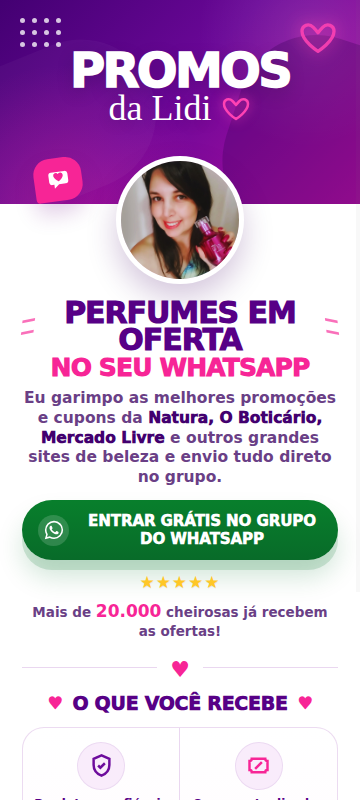 PROMOS
da Lidi
PERFUMES EM
OFERTA
NO SEU WHATSAPP
Eu garimpo as melhores promoções
e cupons da Natura, O Boticário,
Mercado Livre e outros grandes
sites de beleza e envio tudo direto
no grupo.
ENTRAR GRÁTIS NO GRUPO
DO WHATSAPP
★★★★★
Mais de 20.000 cheirosas já recebem
as ofertas!
O QUE VOCÊ RECEBE